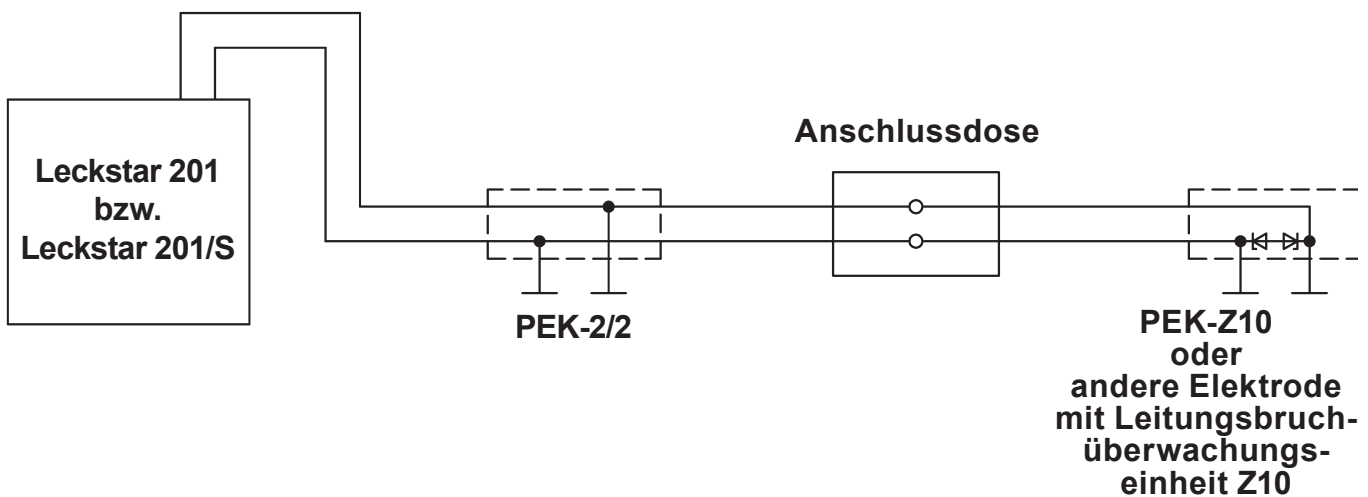 Leckstar 201
bzw.
Leckstar 201/S
Anschlussdose
PEK-2/2
PEK-Z10
oder
andere Elektrode
mit Leitungsbruch-
überwachungs-
einheit Z10